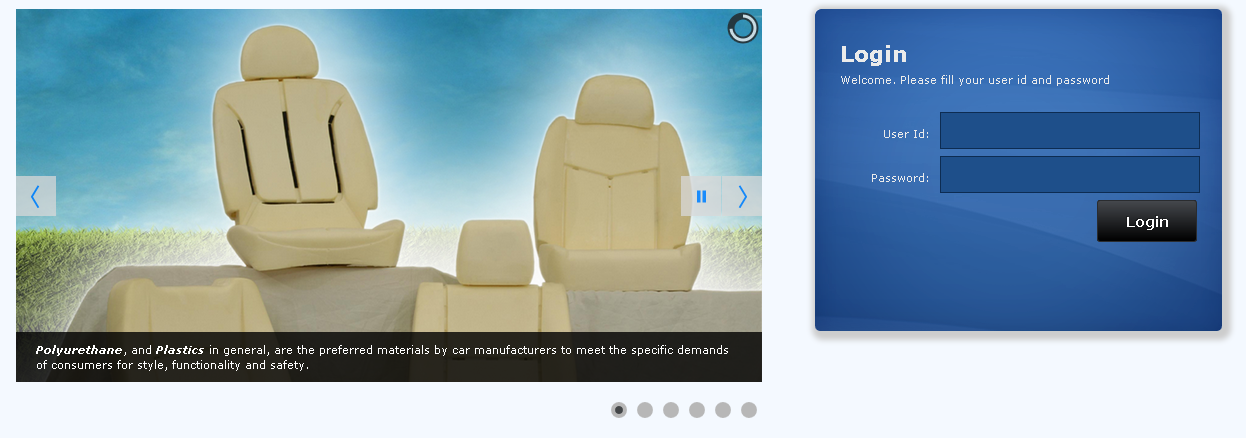 Polyurethane, and Plastics in general, are the preferred materials by car manufacturers to meet the specific demands
of consumers for style, functionality and safety.
Login
Welcome. Please fill your user id and password
User Id:
Password:
Login